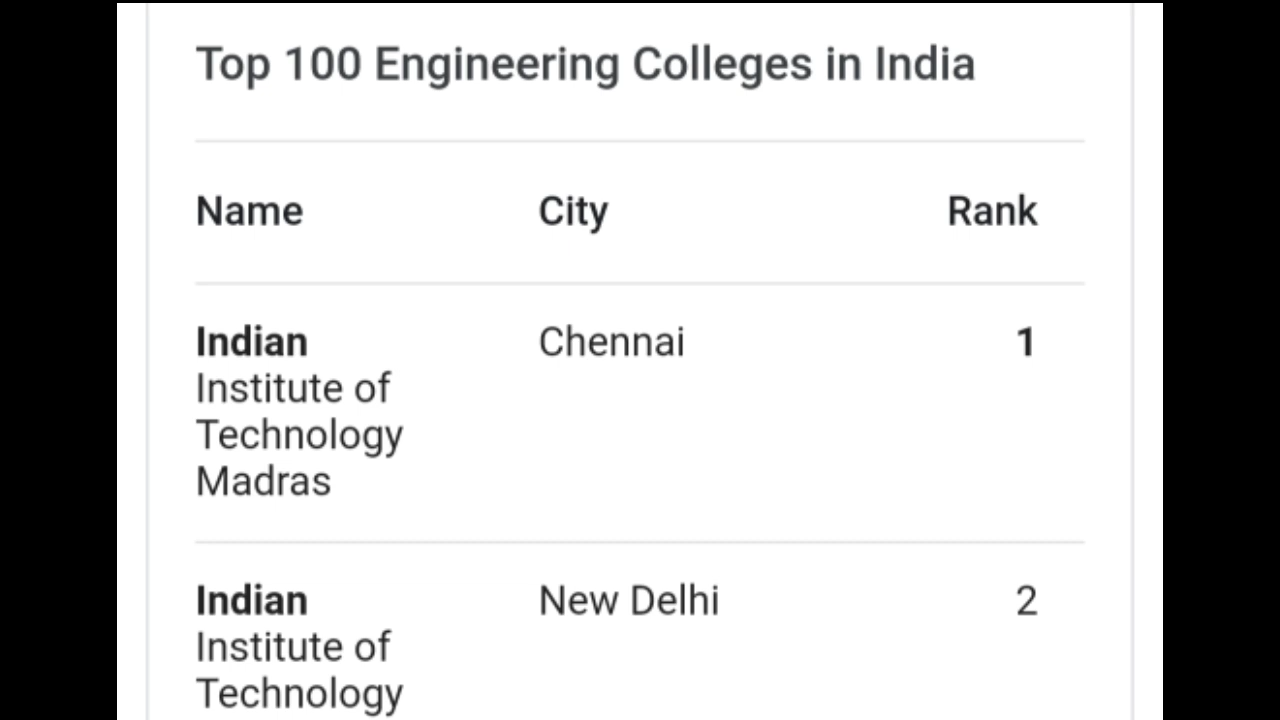 Top 100 Engineering Colleges in India
Name City Rank
Indian Chennai 1
Institute of
Technology
Madras
Indian New Delhi 2
Institute of
Technology